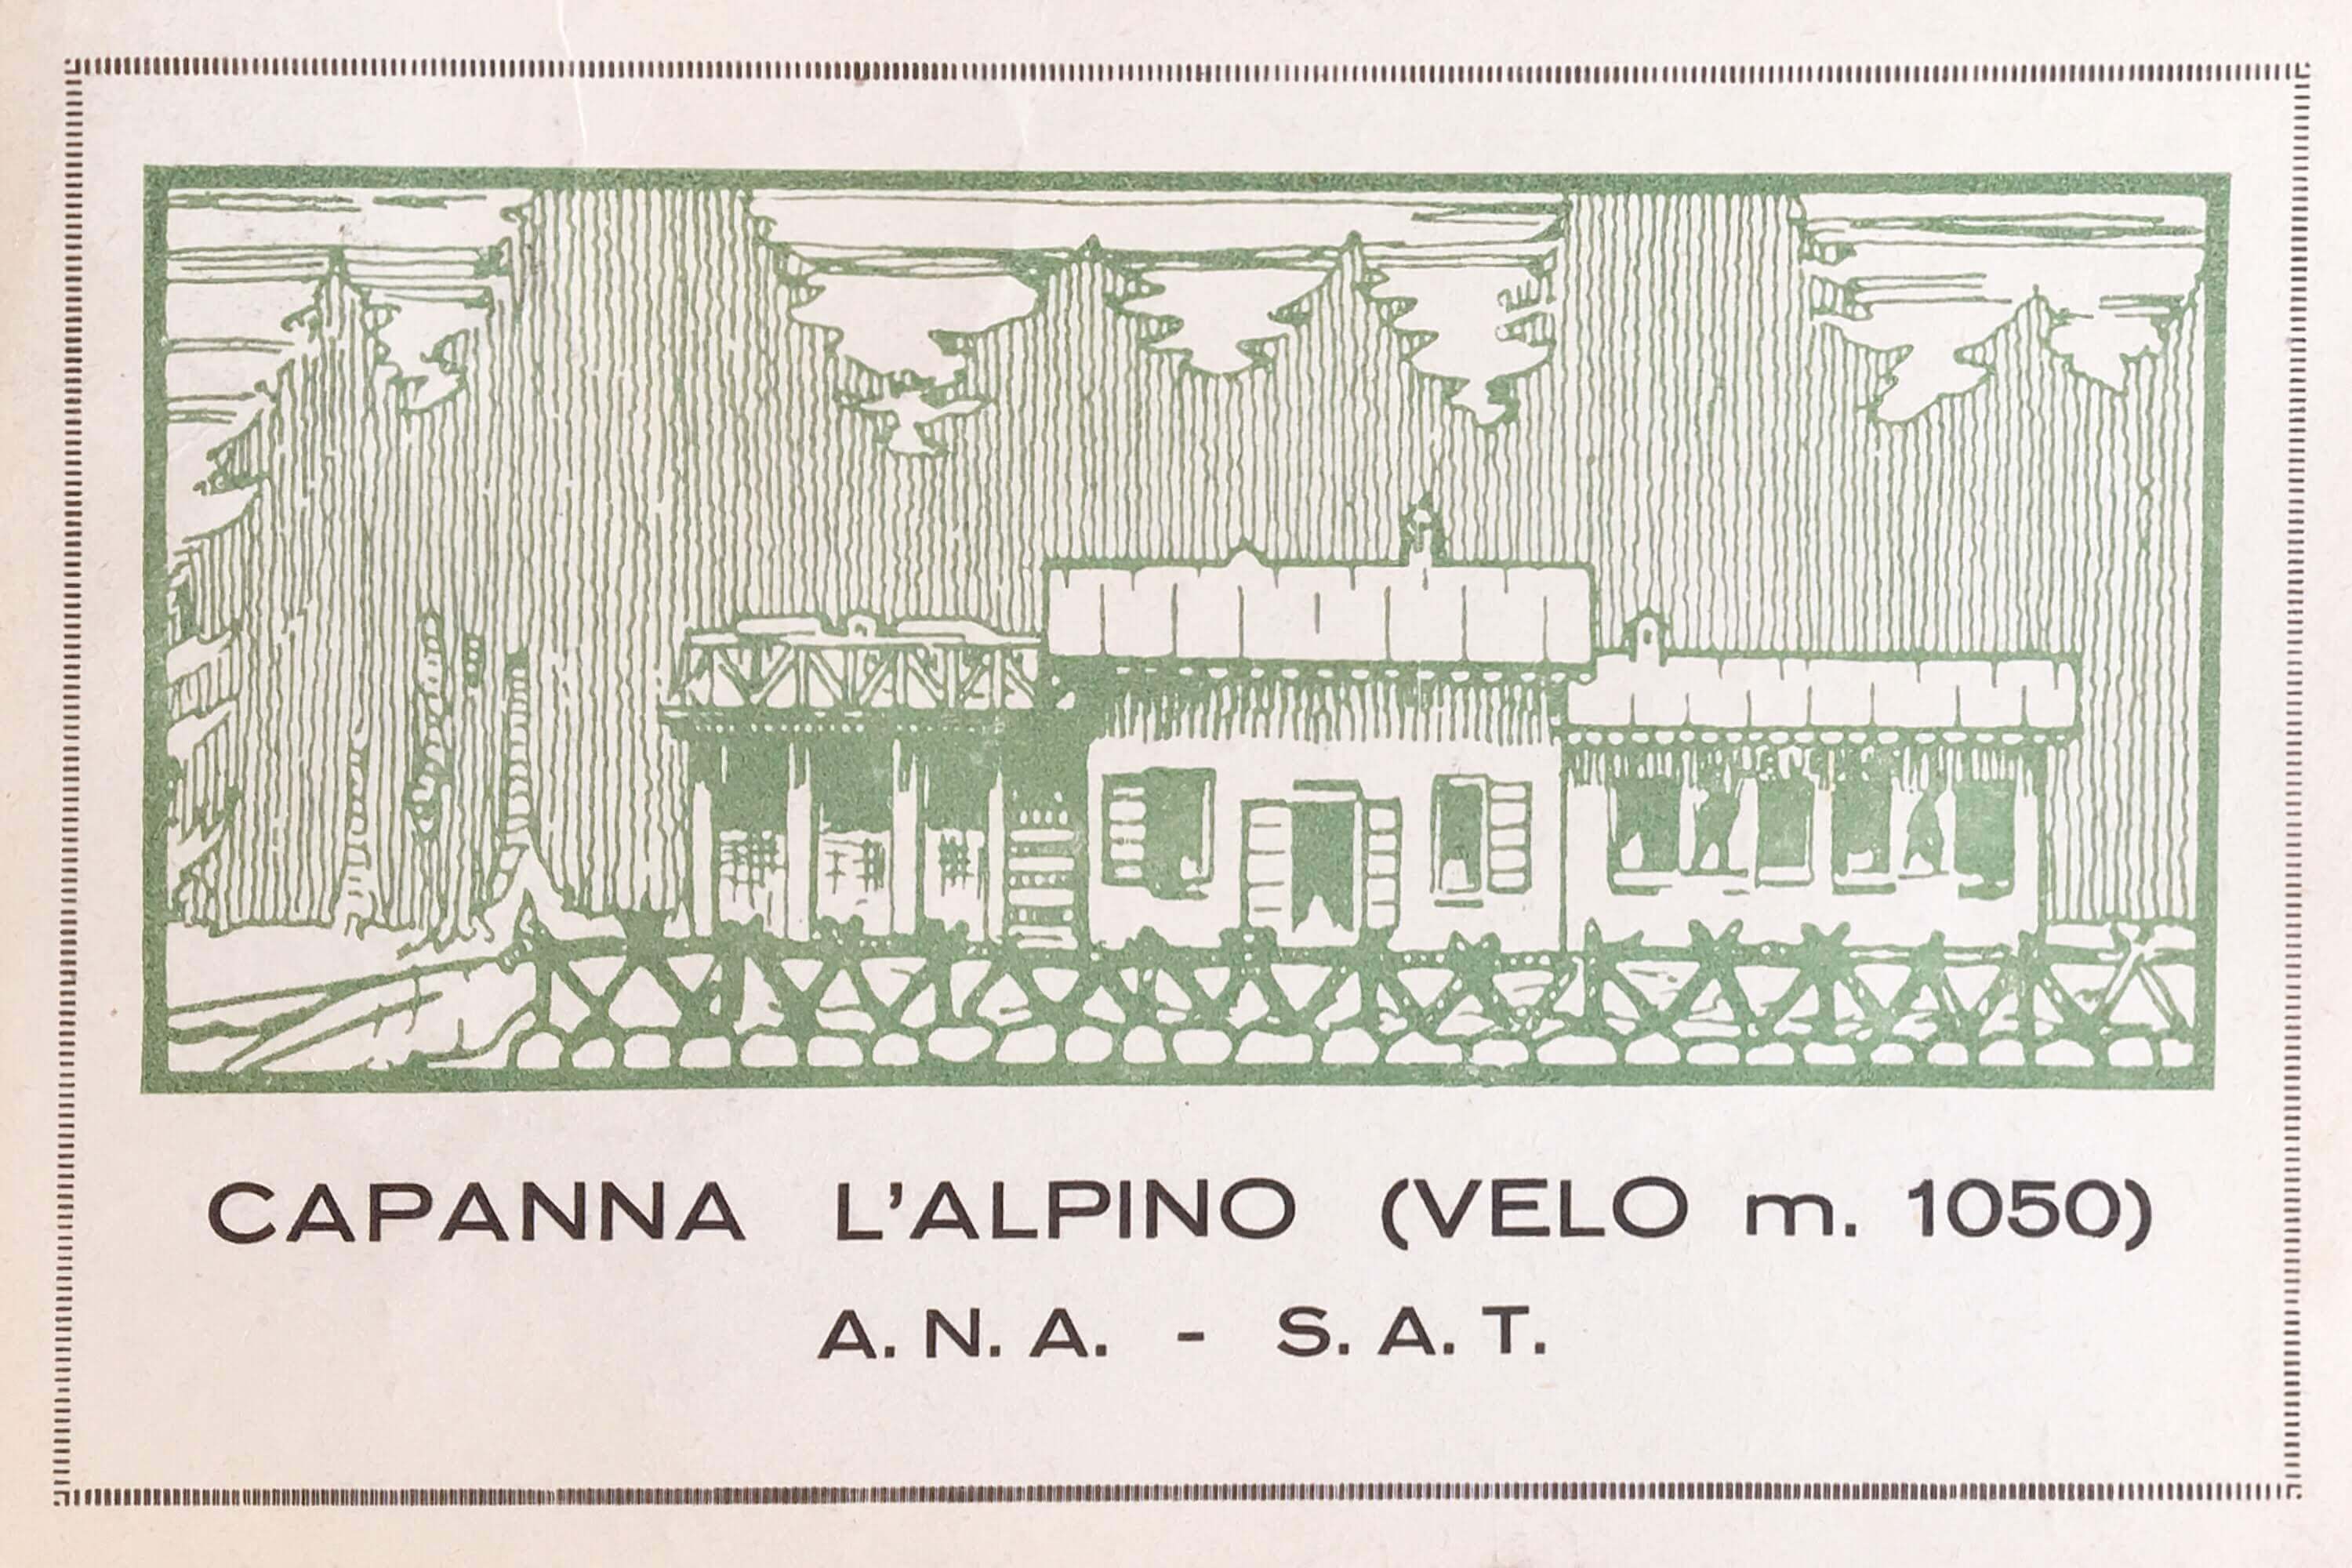 CAPANNA L'ALPINO (VELO m. 1050)
A. N. A. - S. A. T.